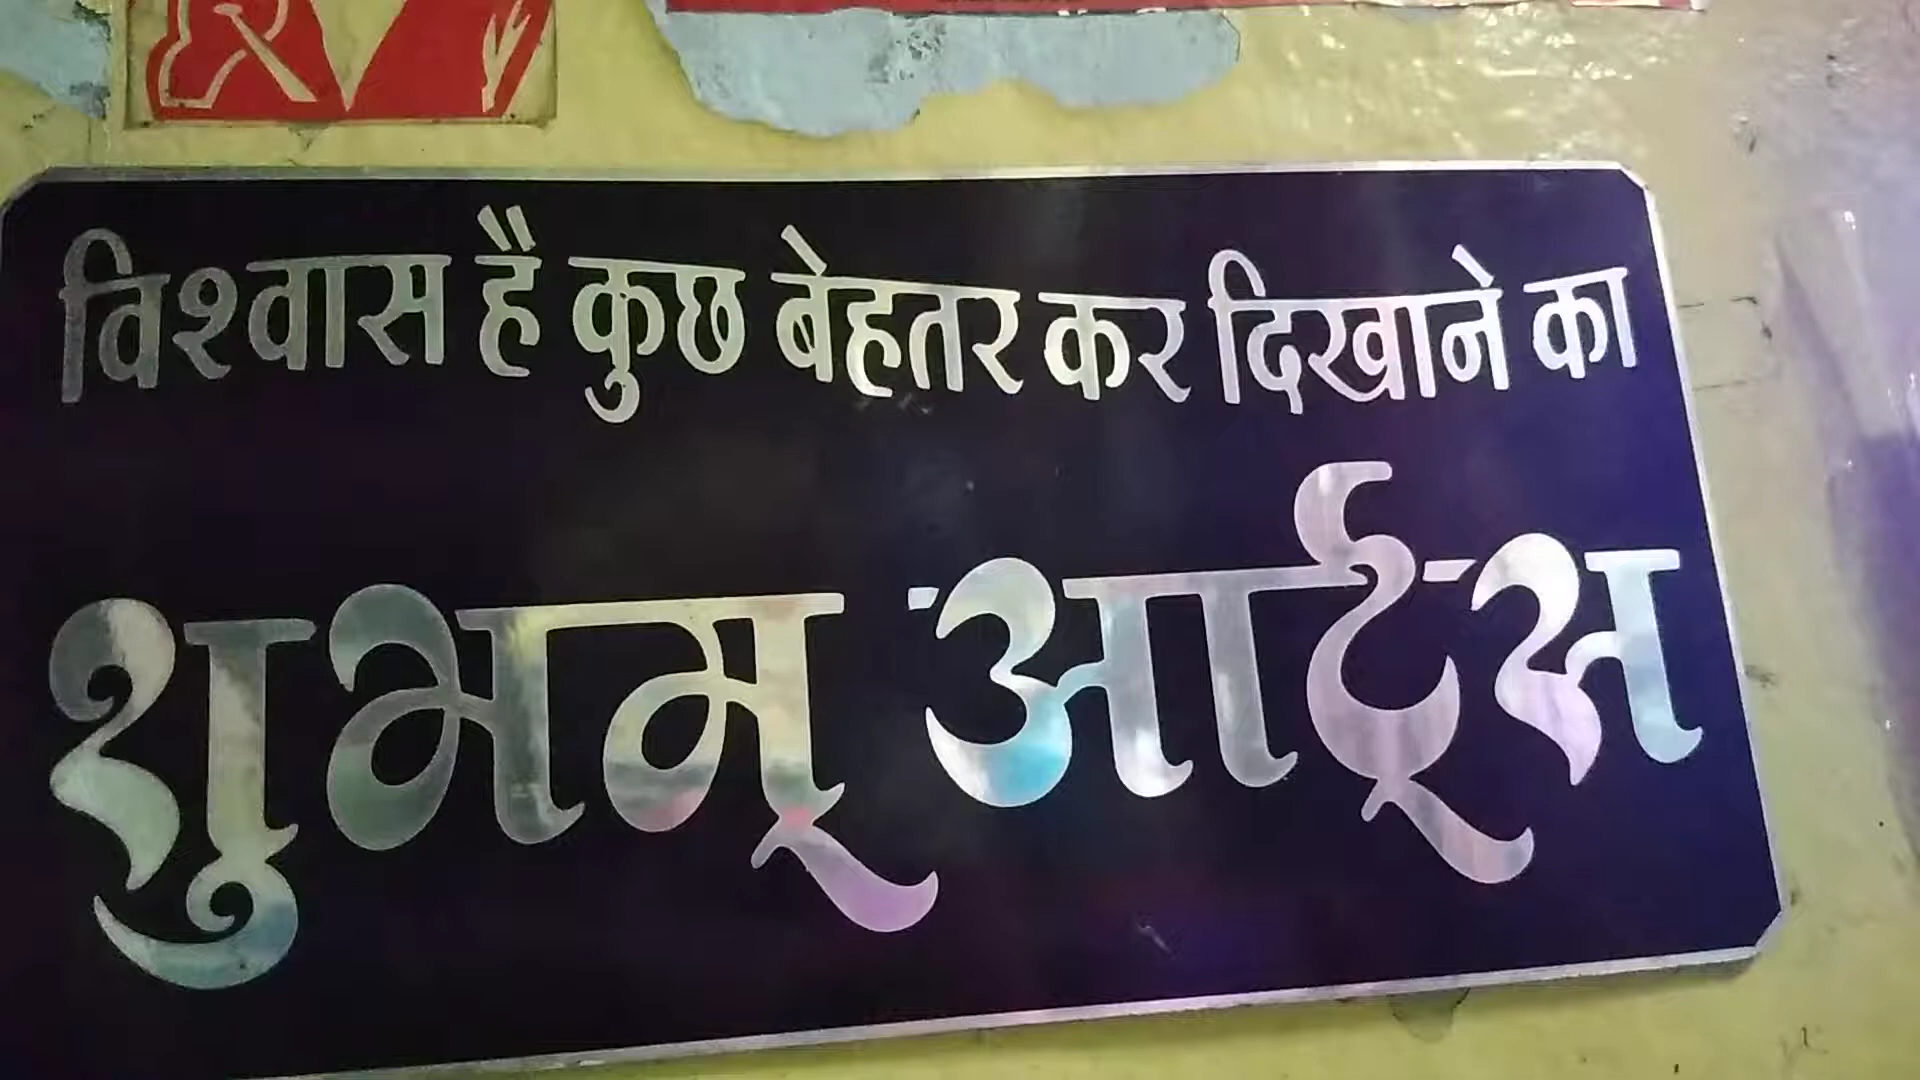 विश्वास है कुछ बेहतर कर दिखाने का
शुभम् आर्ट्स